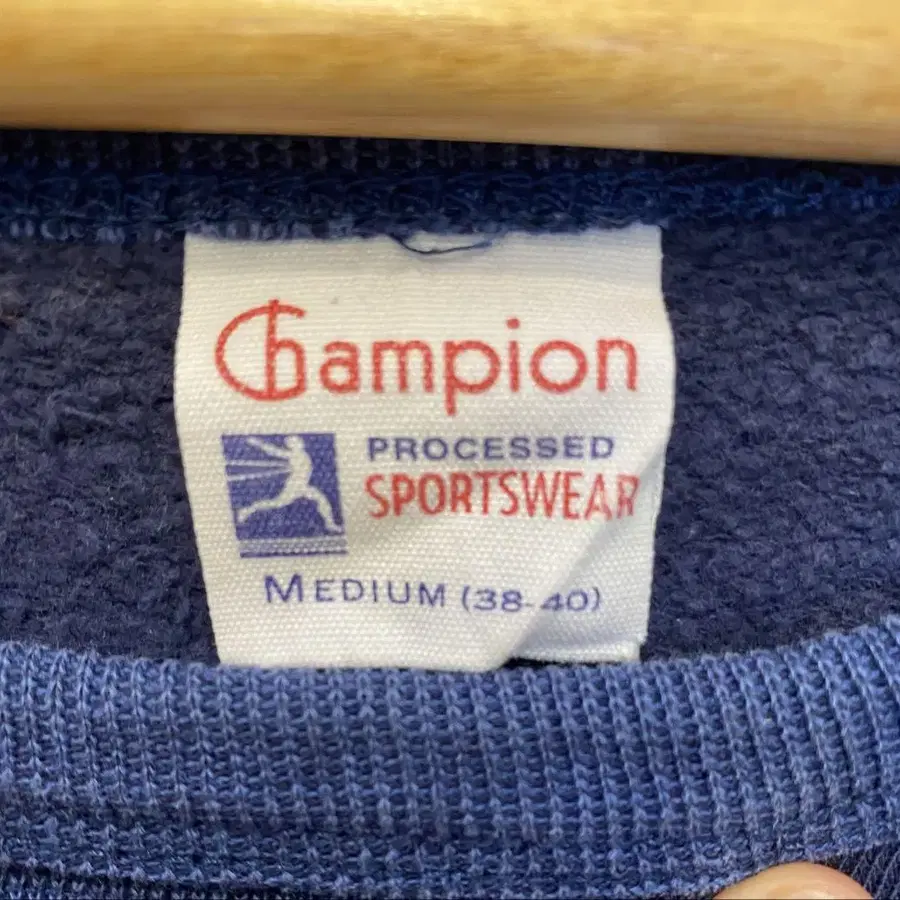 Champion
PROCESSED
SPORTSWEAR
MEDIUM (38-40)